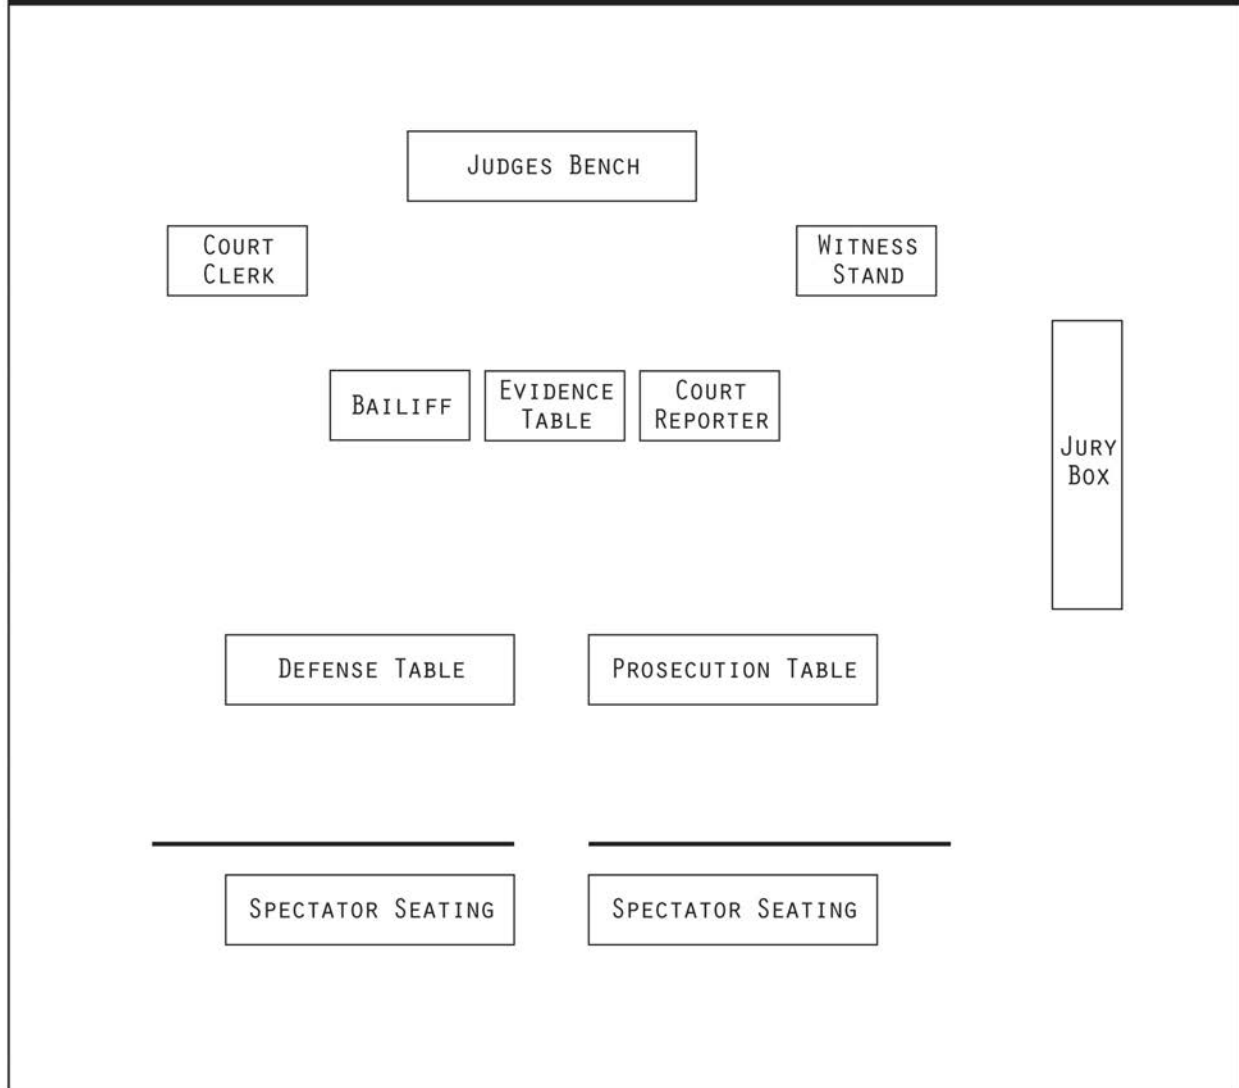 Judges Bench
Court
Clerk
Witness
Stand
Bailiff
Evidence
Table
Court
Reporter
Jury
Box
Defense Table
Prosecution Table
Spectator Seating
Spectator Seating